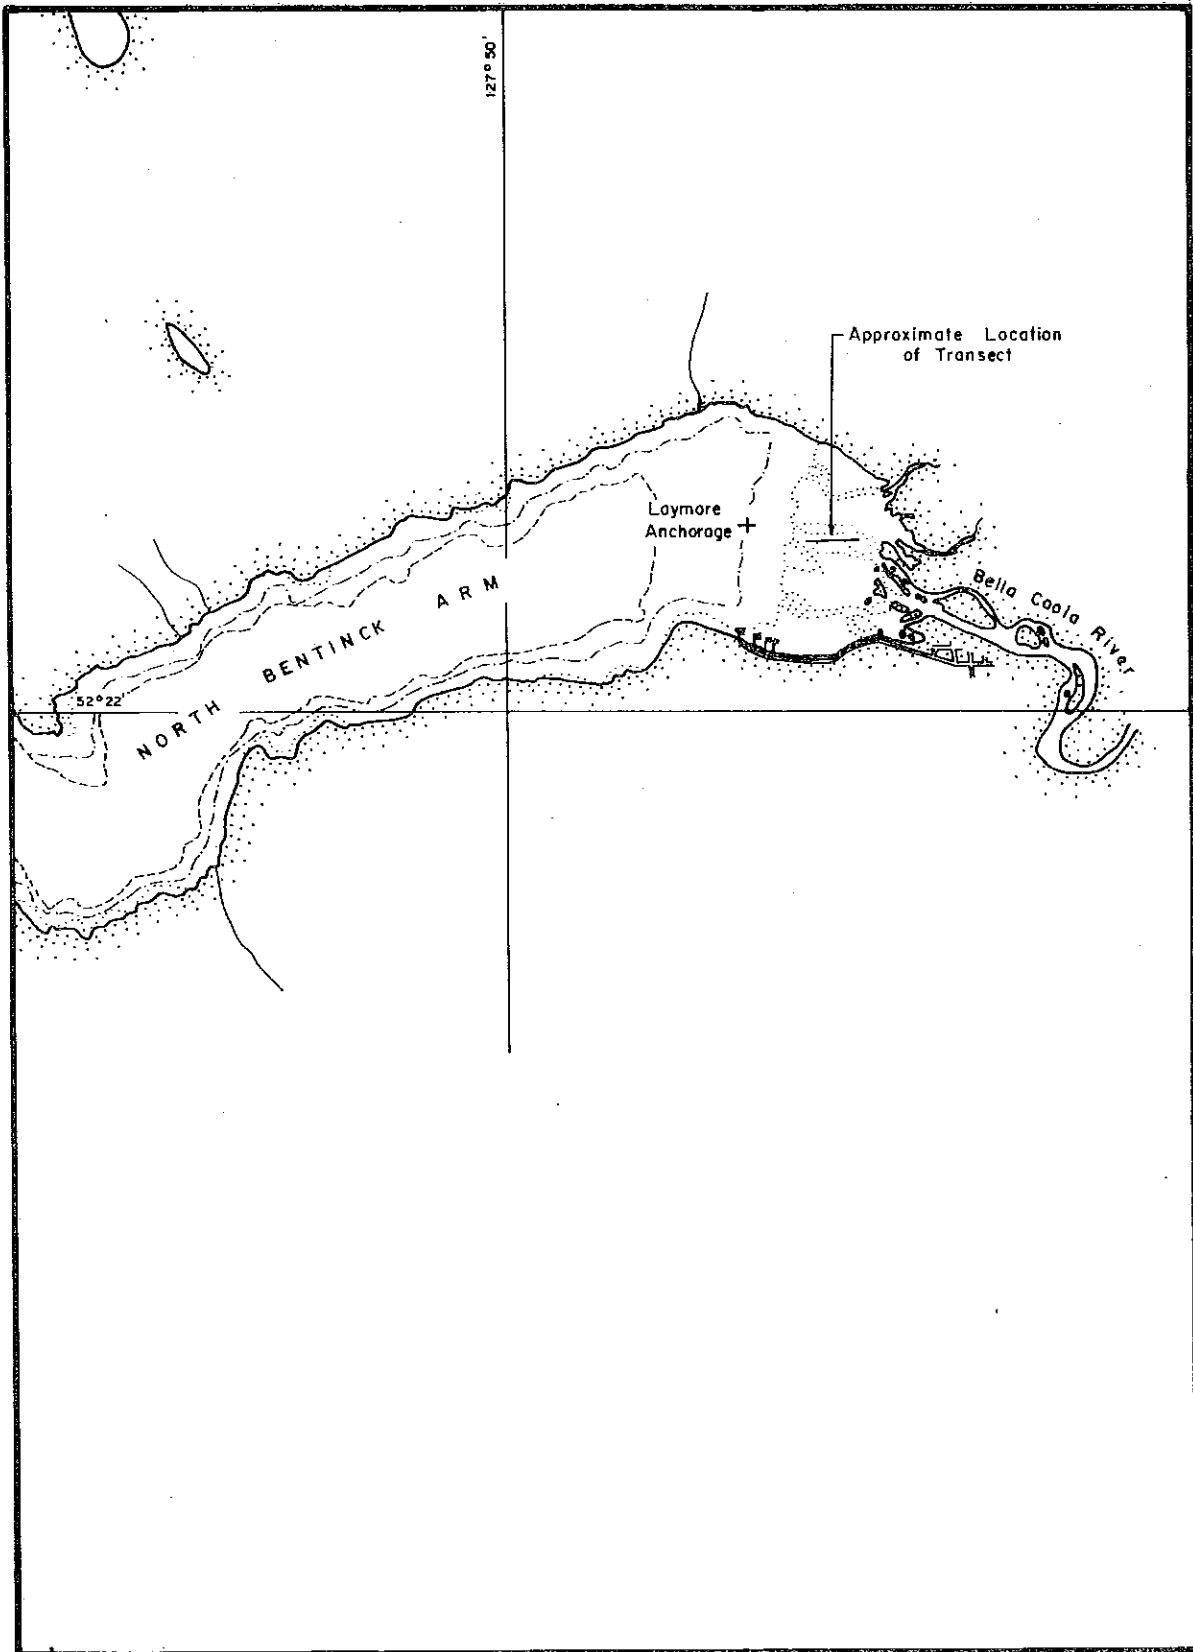 127° 50'
Approximate Location
of Transect
Laymore
Anchorage
Bella Coola River
NORTH BENTINCK ARM
52° 22'